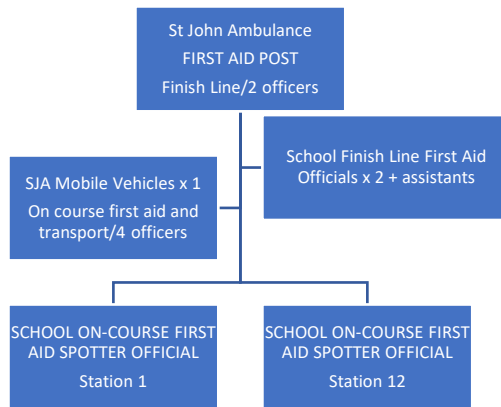 St John Ambulance
FIRST AID POST
Finish Line/2 officers
School Finish Line First Aid
Officials x 2 + assistants
SJA Mobile Vehicles x 1
On course first aid and
transport/4 officers
SCHOOL ON-COURSE FIRST
AID SPOTTER OFFICIAL
Station 1
SCHOOL ON-COURSE FIRST
AID SPOTTER OFFICIAL
Station 12